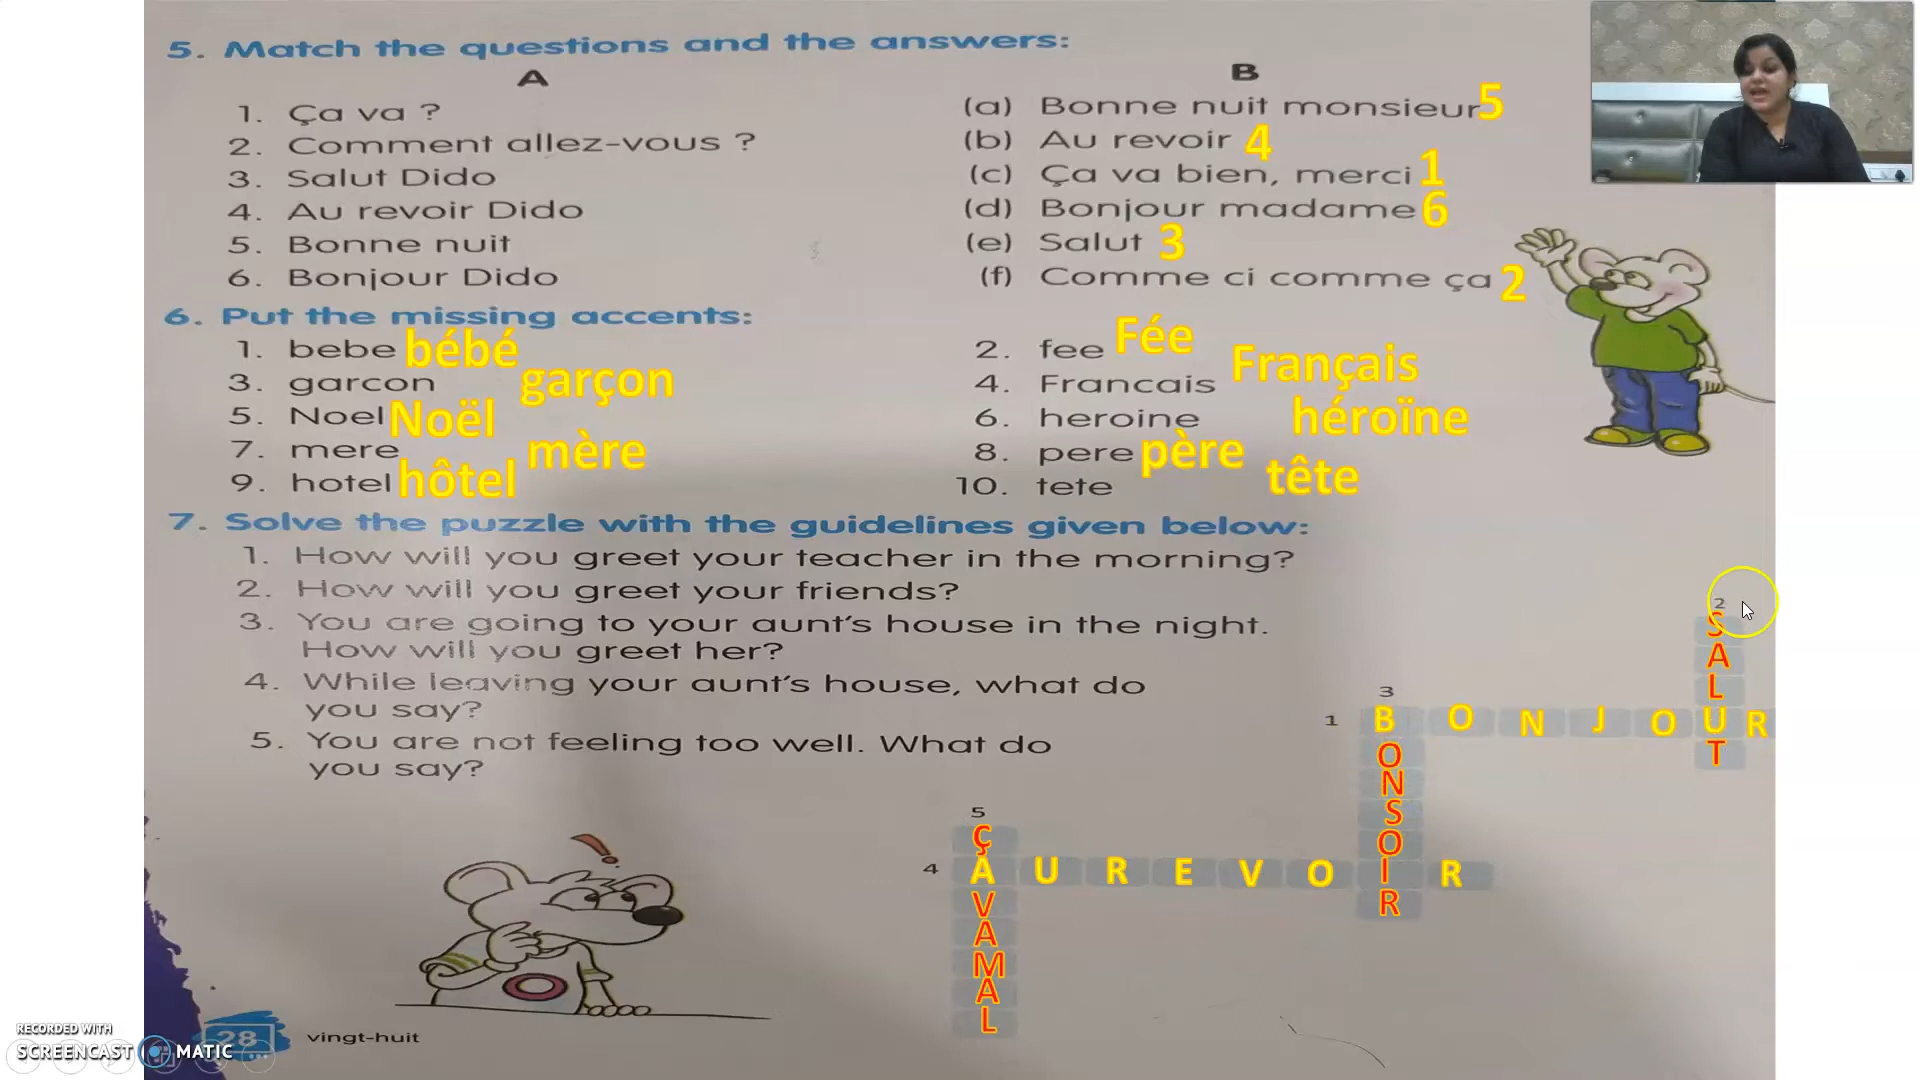 5. Match the questions and the answers:
A B
1. Ça va ? (a) Bonne nuit monsieur 5
2. Comment allez-vous ? (b) Au revoir 4
3. Salut Dido (c) Ça va bien, merci 1
4. Au revoir Dido (d) Bonjour madame 6
5. Bonne nuit (e) Salut 3
6. Bonjour Dido (f) Comme ci comme ça 2
6. Put the missing accents:
1. bebe bébé 2. fee Fée
3. garcon garçon 4. Francais Français
5. Noel Noël 6. heroine héroïne
7. mere mère 8. pere père
9. hotel hôtel 10. tete tête
7. Solve the puzzle with the guidelines given below:
1. How will you greet your teacher in the morning?
2. How will you greet your friends?
3. You are going to your aunt's house in the night.
How will you greet her?
4. While leaving your aunt's house, what do
you say?
5. You are not feeling too well. What do
you say?
2 SALUT
3 BONSOIR
1 BONJOUR
5 ÇAVAMAL
4 AUREVOIR
28 vingt-huit
RECORDED WITH
SCREENCAST MATIC